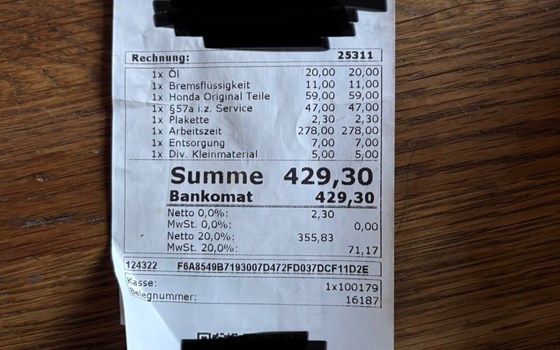 Rechnung: 25311
1x Öl 20,00 20,00
1x Bremsflüssigkeit 11,00 11,00
1x Honda Original Teile 59,00 59,00
1x §57a i.z. Service 47,00 47,00
1x Plakette 2,30 2,30
1x Arbeitszeit 278,00 278,00
1x Entsorgung 7,00 7,00
1x Div. Kleinmaterial 5,00 5,00
Summe 429,30
Bankomat 429,30
Netto 0,0%: 2,30
MwSt. 0,0%: 0,00
Netto 20,0%: 355,83
MwSt. 20,0%: 71,17
124322 F6A8549B7193007D472FD037DCF11D2E
Kasse: 1x100179
Belegnummer: 16187